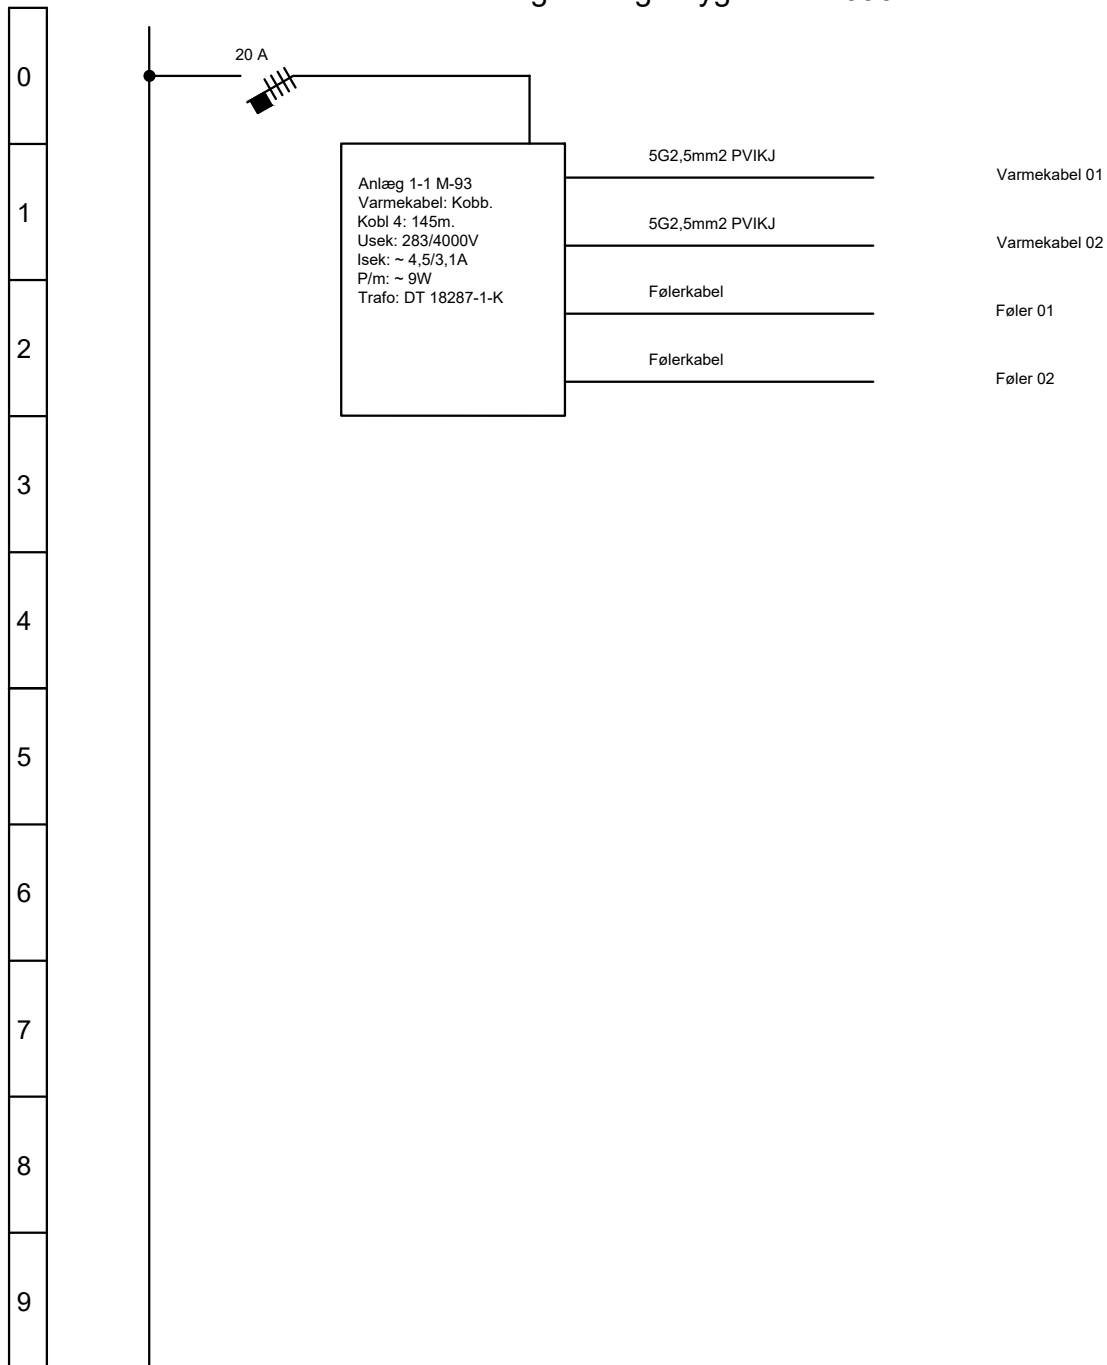 0
20 A
1
Anlæg 1-1 M-93
Varmekabel: Kobb.
Kobl 4: 145m.
Usek: 283/4000V
Isek: ~ 4,5/3,1A
P/m: ~ 9W
Trafo: DT 18287-1-K
5G2,5mm2 PVIKJ
Varmekabel 01
5G2,5mm2 PVIKJ
Varmekabel 02
Følerkabel
Føler 01
2
Følerkabel
Føler 02
3
4
5
6
7
8
9